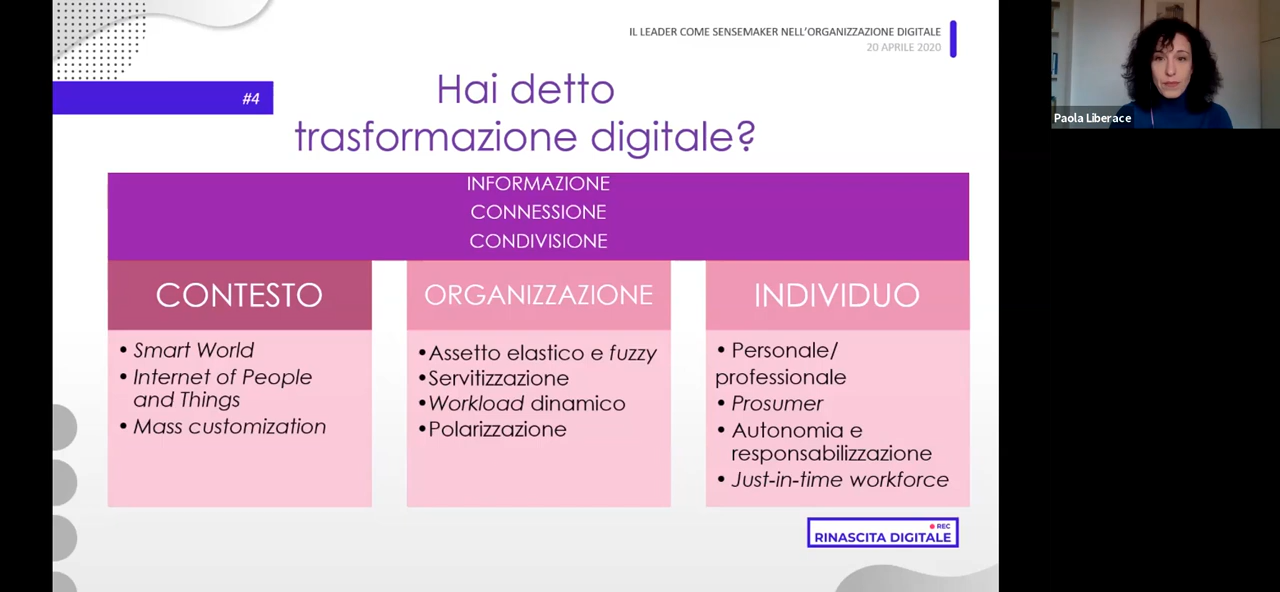 IL LEADER COME SENSEMAKER NELL'ORGANIZZAZIONE DIGITALE
20 APRILE 2020
#4
Hai detto
trasformazione digitale?
INFORMAZIONE
CONNESSIONE
CONDIVISIONE
CONTESTO
• Smart World
• Internet of People
and Things
• Mass customization
ORGANIZZAZIONE
•Assetto elastico e fuzzy
•Servitizzazione
•Workload dinamico
•Polarizzazione
INDIVIDUO
• Personale/
professionale
• Prosumer
• Autonomia e
responsabilizzazione
• Just-in-time workforce
REC
RINASCITA DIGITALE
Paola Liberace